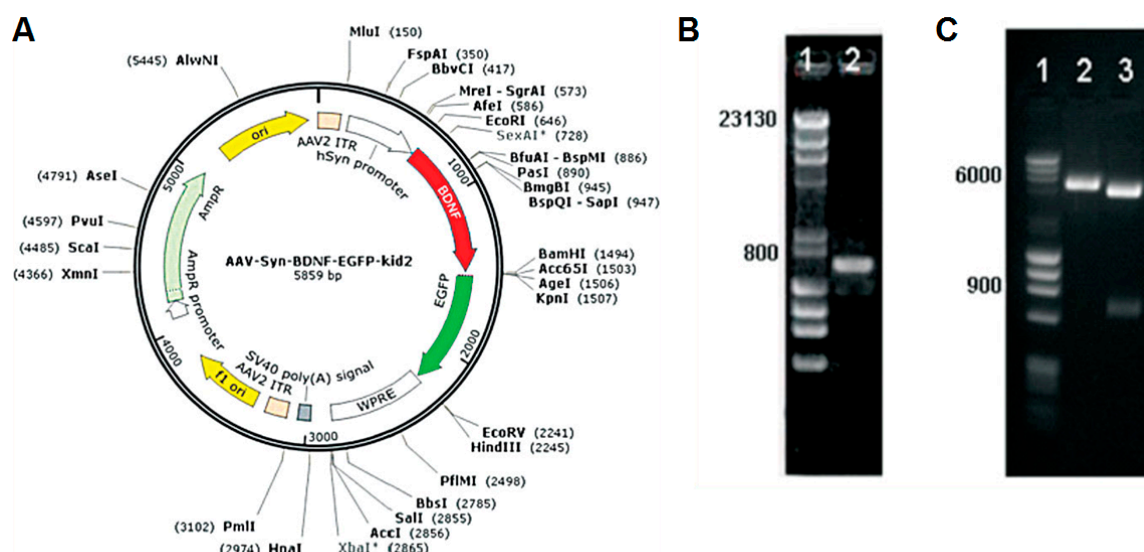 A
MluI (150)
FspAI (350)
BbvCI (417)
MreI - SgrAI (573)
AfeI (586)
EcoRI (646)
SexAI* (728)
BfuAI - BspMI (886)
PasI (890)
BmgBI (945)
BspQI - SapI (947)
BamHI (1494)
Acc65I (1503)
AgeI (1506)
KpnI (1507)
EcoRV (2241)
HindIII (2245)
PflMI (2498)
BbsI (2785)
SalI (2855)
AccI (2856)
XbaI* (2865)
(2974) HpaI
(3102) PmlI
(4366) XmnI
(4485) ScaI
(4597) PvuI
(4791) AseI
(5445) AlwNI
1000
2000
3000
4000
5000
ori
AAV2 ITR
hSyn promoter
BDNF
EGFP
WPRE
SV40 poly(A) signal
AAV2 ITR
f1 ori
AmpR promoter
AmpR
AAV-Syn-BDNF-EGFP-kid2
5859 bp
B
1 2
23130
800
C
1 2 3
6000
900